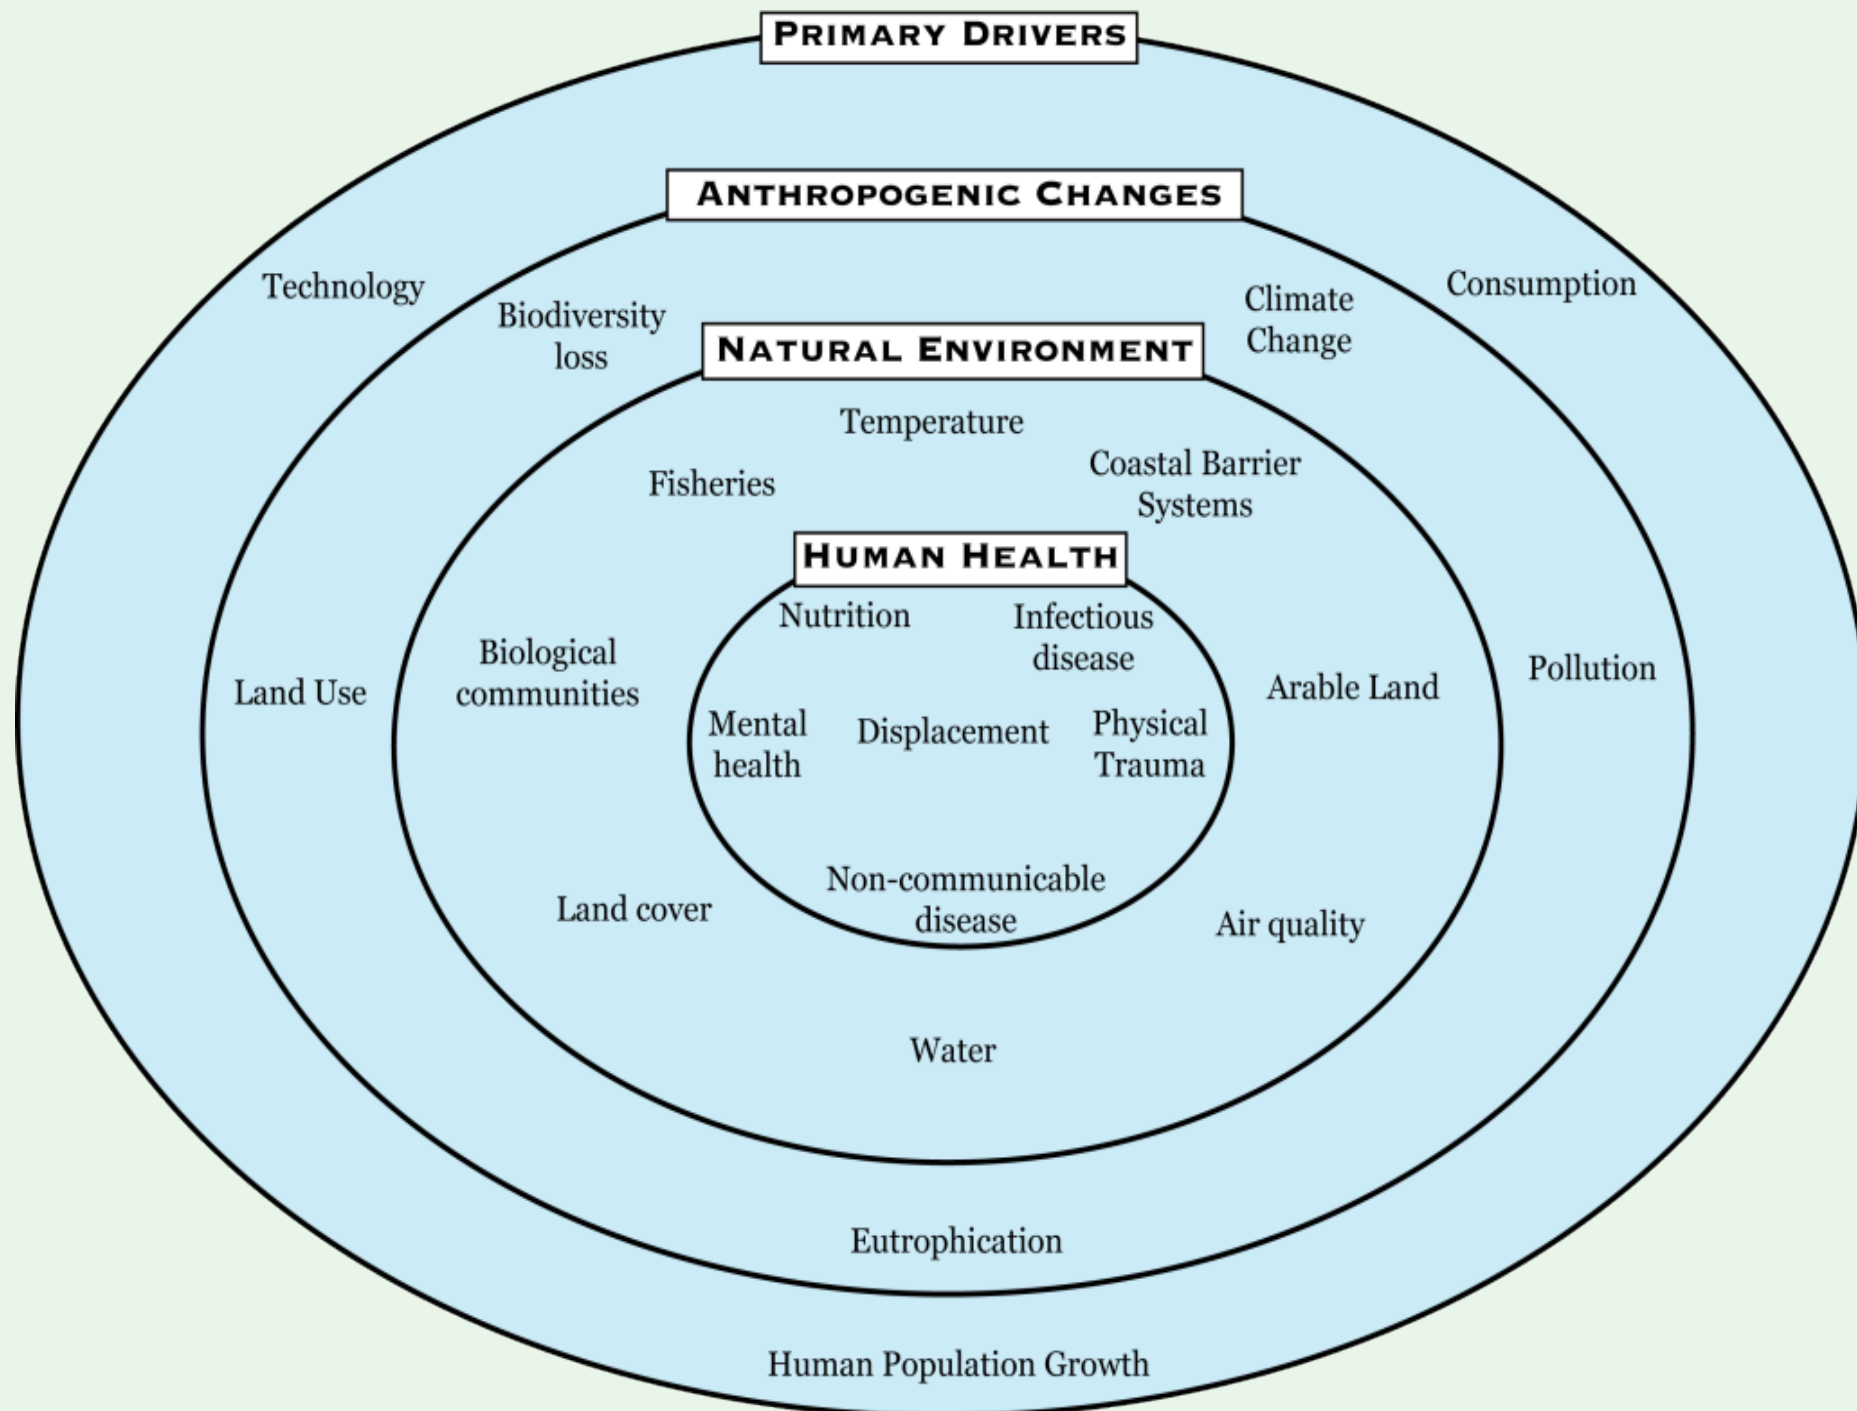 PRIMARY DRIVERS
ANTHROPOGENIC CHANGES
Technology
Consumption
Biodiversity
loss
Climate
Change
NATURAL ENVIRONMENT
Temperature
Fisheries
Coastal Barrier
Systems
HUMAN HEALTH
Nutrition
Infectious
disease
Biological
communities
Land Use
Arable Land
Pollution
Mental
health
Displacement
Physical
Trauma
Non-communicable
disease
Land cover
Air quality
Water
Eutrophication
Human Population Growth